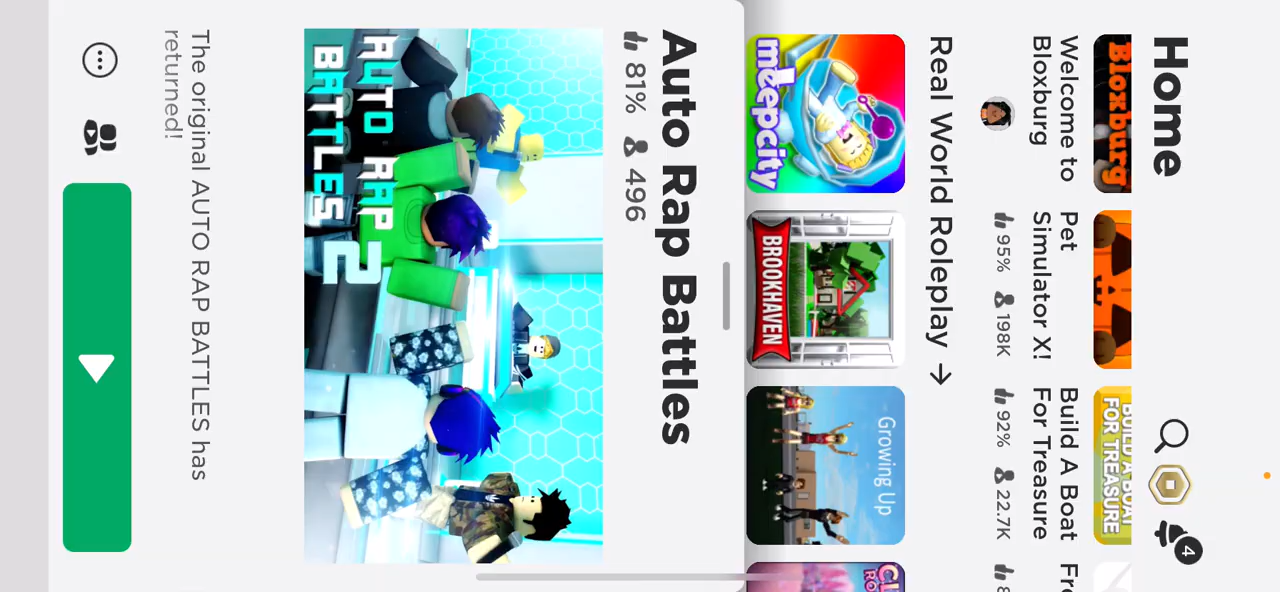 Home
Bloxburg
BUILD A BOAT
FOR TREASURE
4
Welcome to
Bloxburg
Pet
Simulator X!
95% 198K
Build A Boat
For Treasure
92% 22.7K
Real World Roleplay →
meepcity
BROOKHAVEN
Growing Up
Auto Rap Battles
81% 496
AUTO RAP
BATTLES 2
The original AUTO RAP BATTLES has
returned!